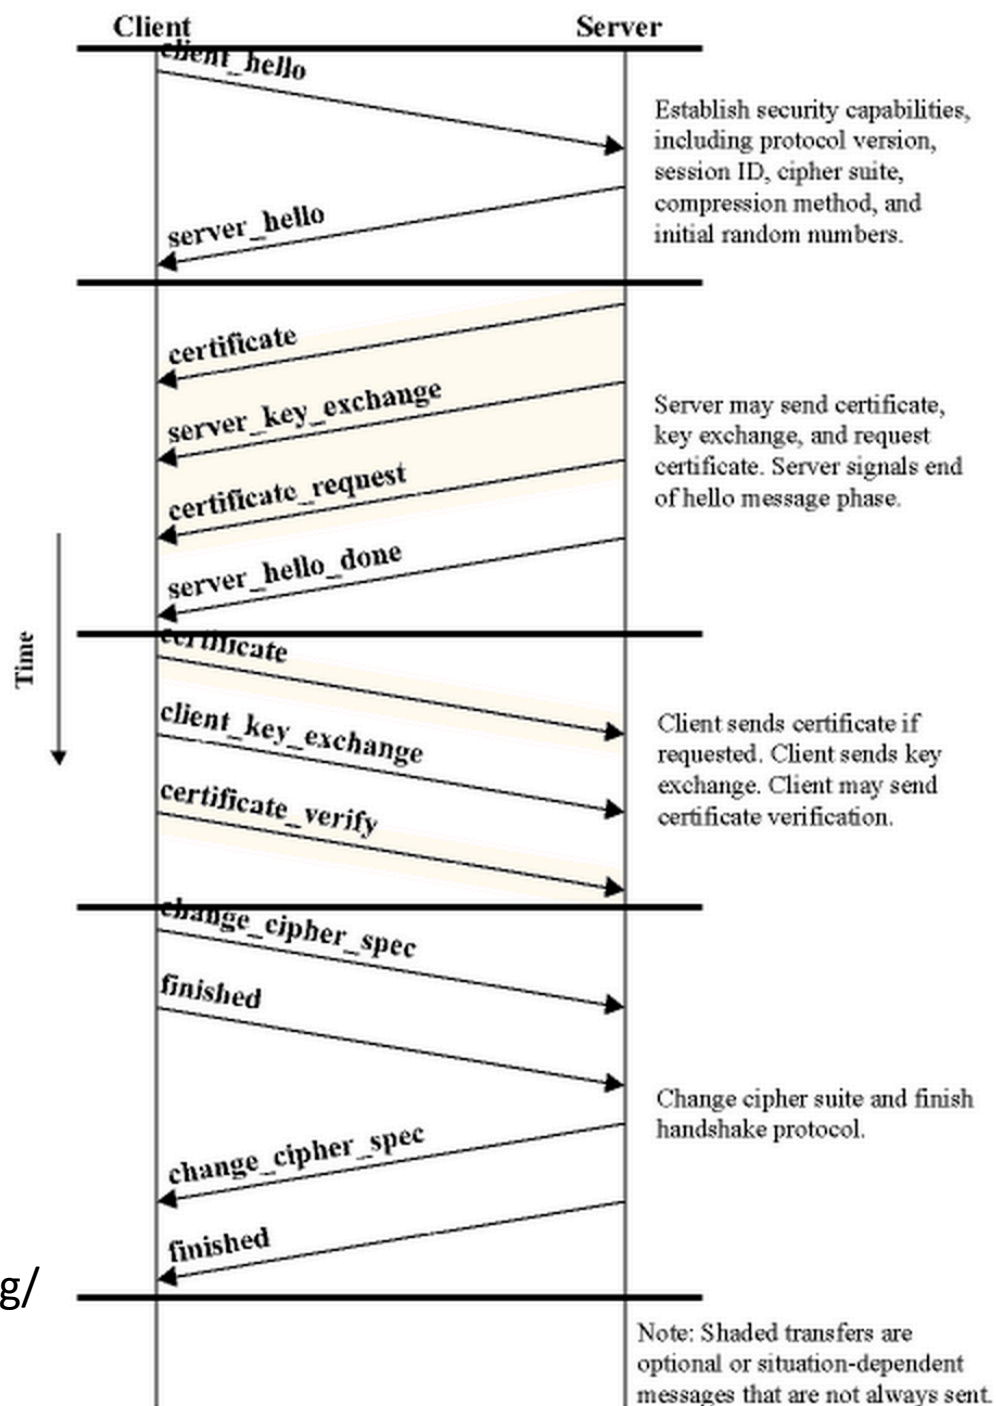 Client Server
client_hello
Establish security capabilities,
including protocol version,
session ID, cipher suite,
compression method, and
initial random numbers.
server_hello
certificate
server_key_exchange
certificate_request
server_hello_done
Server may send certificate,
key exchange, and request
certificate. Server signals end
of hello message phase.
Time
certificate
client_key_exchange
certificate_verify
Client sends certificate if
requested. Client sends key
exchange. Client may send
certificate verification.
change_cipher_spec
finished
change_cipher_spec
finished
Change cipher suite and finish
handshake protocol.
g/
Note: Shaded transfers are
optional or situation-dependent
messages that are not always sent.